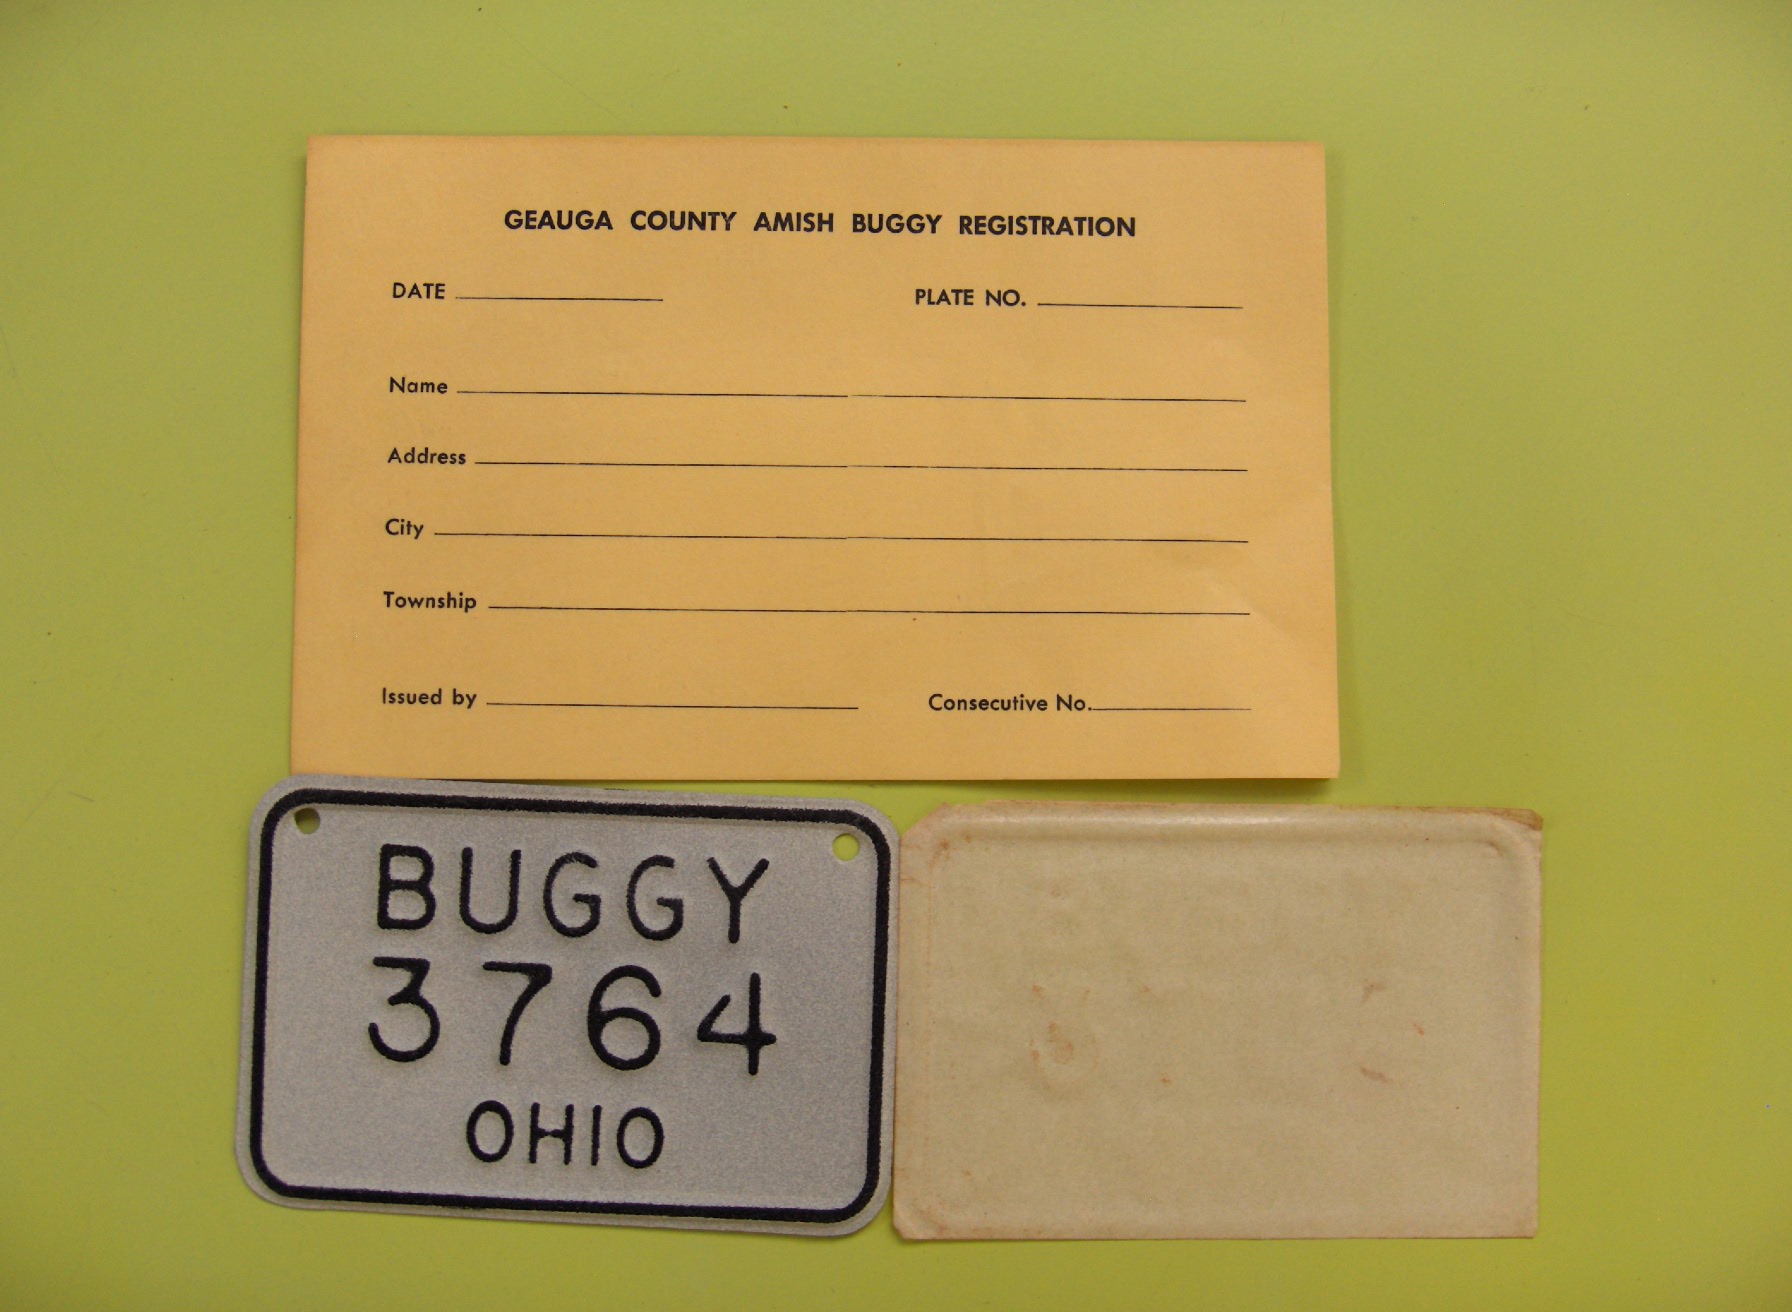 GEAUGA COUNTY AMISH BUGGY REGISTRATION
DATE PLATE NO.
Name
Address
City
Township
Issued by Consecutive No.
BUGGY
3764
OHIO